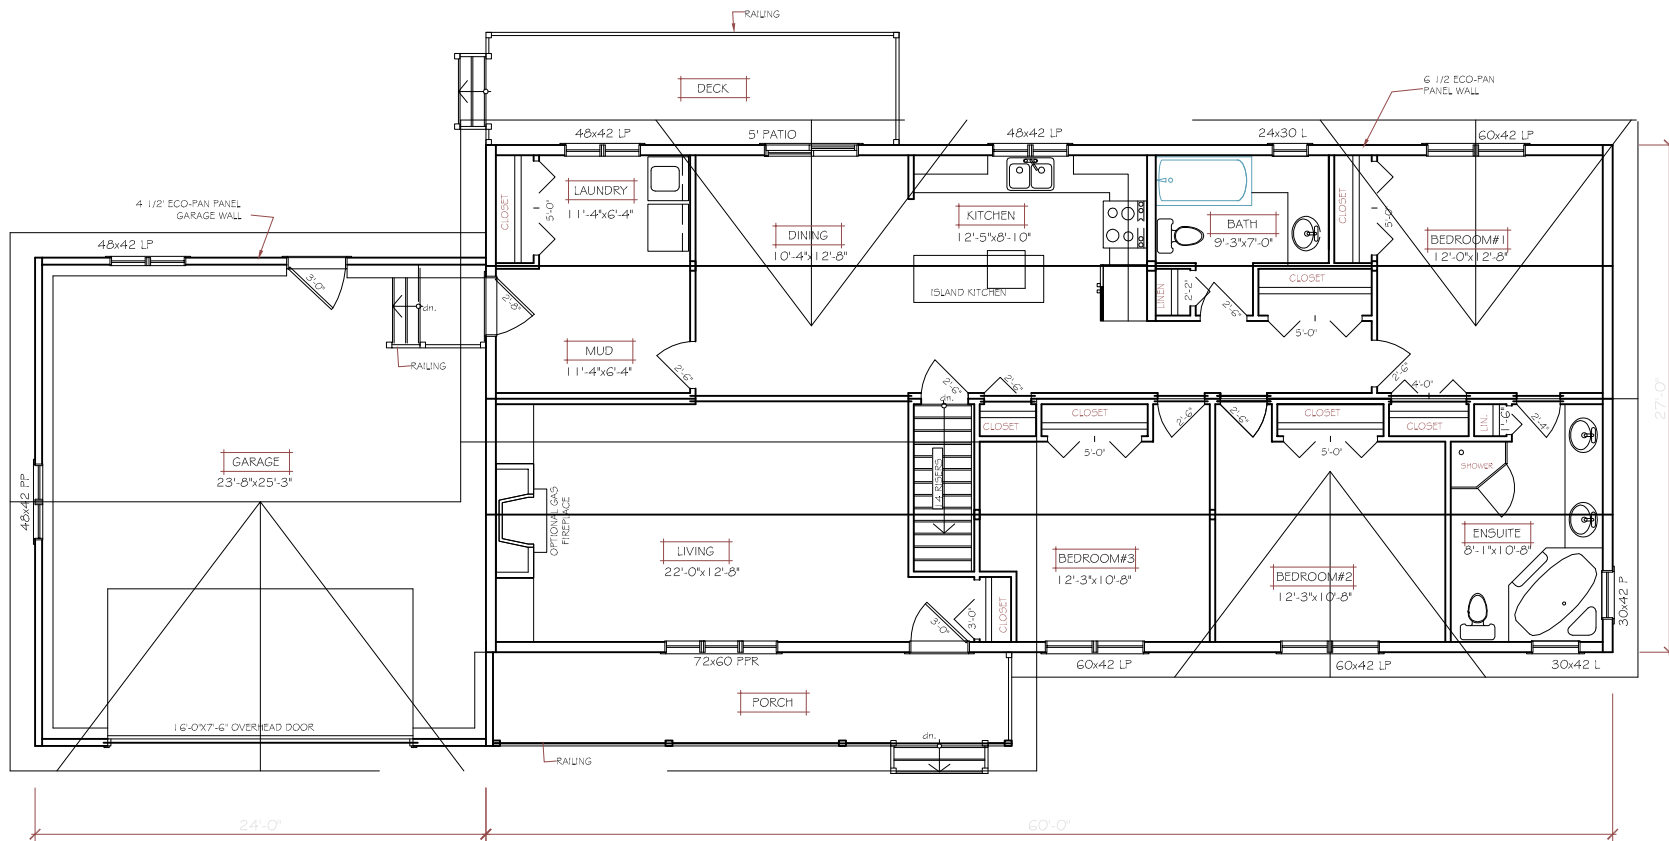 RAILING
DECK
6 1/2 ECO-PAN
PANEL WALL
48x42 LP
5' PATIO
48x42 LP
24x30 L
60x42 LP
4 1/2' ECO-PAN PANEL
GARAGE WALL
CLOSET
5'-0"
LAUNDRY
11'-4"x6'-4"
DINING
10'-4"x12'-8"
KITCHEN
12'-5"x8'-10"
ISLAND KITCHEN
BATH
9'-3"x7'-0"
CLOSET
5'-0"
BEDROOM#1
12'-0"x12'-8"
48x42 LP
3'-0"
dn.
RAILING
2'-8"
MUD
11'-4"x6'-4"
2'-6"
LINEN
2'-2"
2'-6"
CLOSET
5'-0"
2'-6"
4'-0"
27'-0"
2'-6"
dn.
2'-6"
CLOSET
CLOSET
5'-0"
2'-6"
2'-6"
CLOSET
5'-0"
CLOSET
LIN.
1'-6"
2'-4"
SHOWER
GARAGE
23'-8"x25'-3"
48x42 PP
OPTIONAL GAS
FIREPLACE
14 RISERS
LIVING
22'-0"x12'-8"
BEDROOM#3
12'-3"x10'-8"
BEDROOM#2
12'-3"x10'-8"
ENSUITE
8'-1"x10'-8"
30x42 P
3'-0"
3'-0"
CLOSET
72x60 PPR
60x42 LP
60x42 LP
30x42 L
PORCH
16'-0"X7'-6" OVERHEAD DOOR
dn.
RAILING
24'-0"
60'-0"